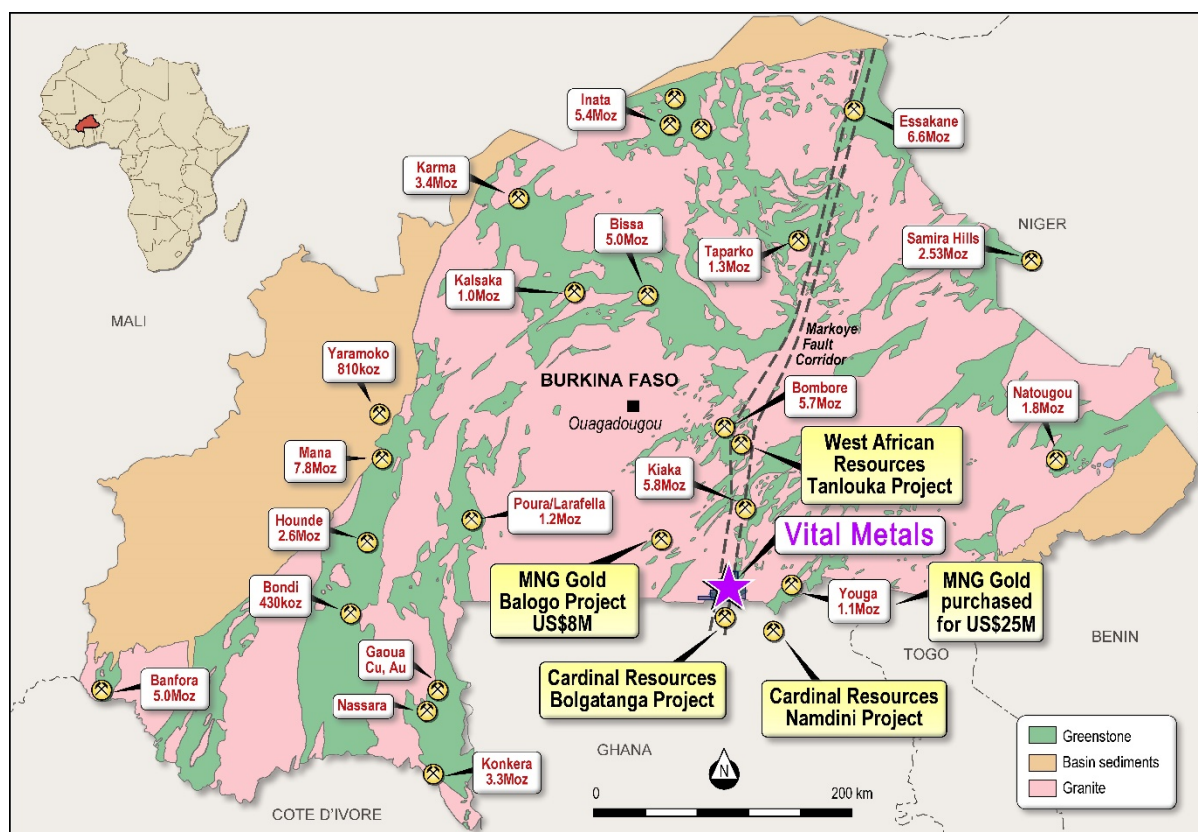 Inata
5.4Moz
Essakane
6.6Moz
Karma
3.4Moz
Bissa
5.0Moz
Taparko
1.3Moz
NIGER
Samira Hills
2.53Moz
Kalsaka
1.0Moz
MALI
Markoye
Fault
Corridor
Yaramoko
810koz
BURKINA FASO
Ouagadougou
Bombore
5.7Moz
Natougou
1.8Moz
West African
Resources
Tanlouka Project
Mana
7.8Moz
Kiaka
5.8Moz
Poura/Larafella
1.2Moz
Hounde
2.6Moz
Vital Metals
MNG Gold
Balogo Project
US$8M
Bondi
430koz
Youga
1.1Moz
MNG Gold
purchased
for US$25M
BENIN
TOGO
Gaoua
Cu, Au
Banfora
5.0Moz
Nassara
Cardinal Resources
Bolgatanga Project
Cardinal Resources
Namdini Project
GHANA
Konkera
3.3Moz
COTE D'IVORE
N
0
200 km
Greenstone
Basin sediments
Granite